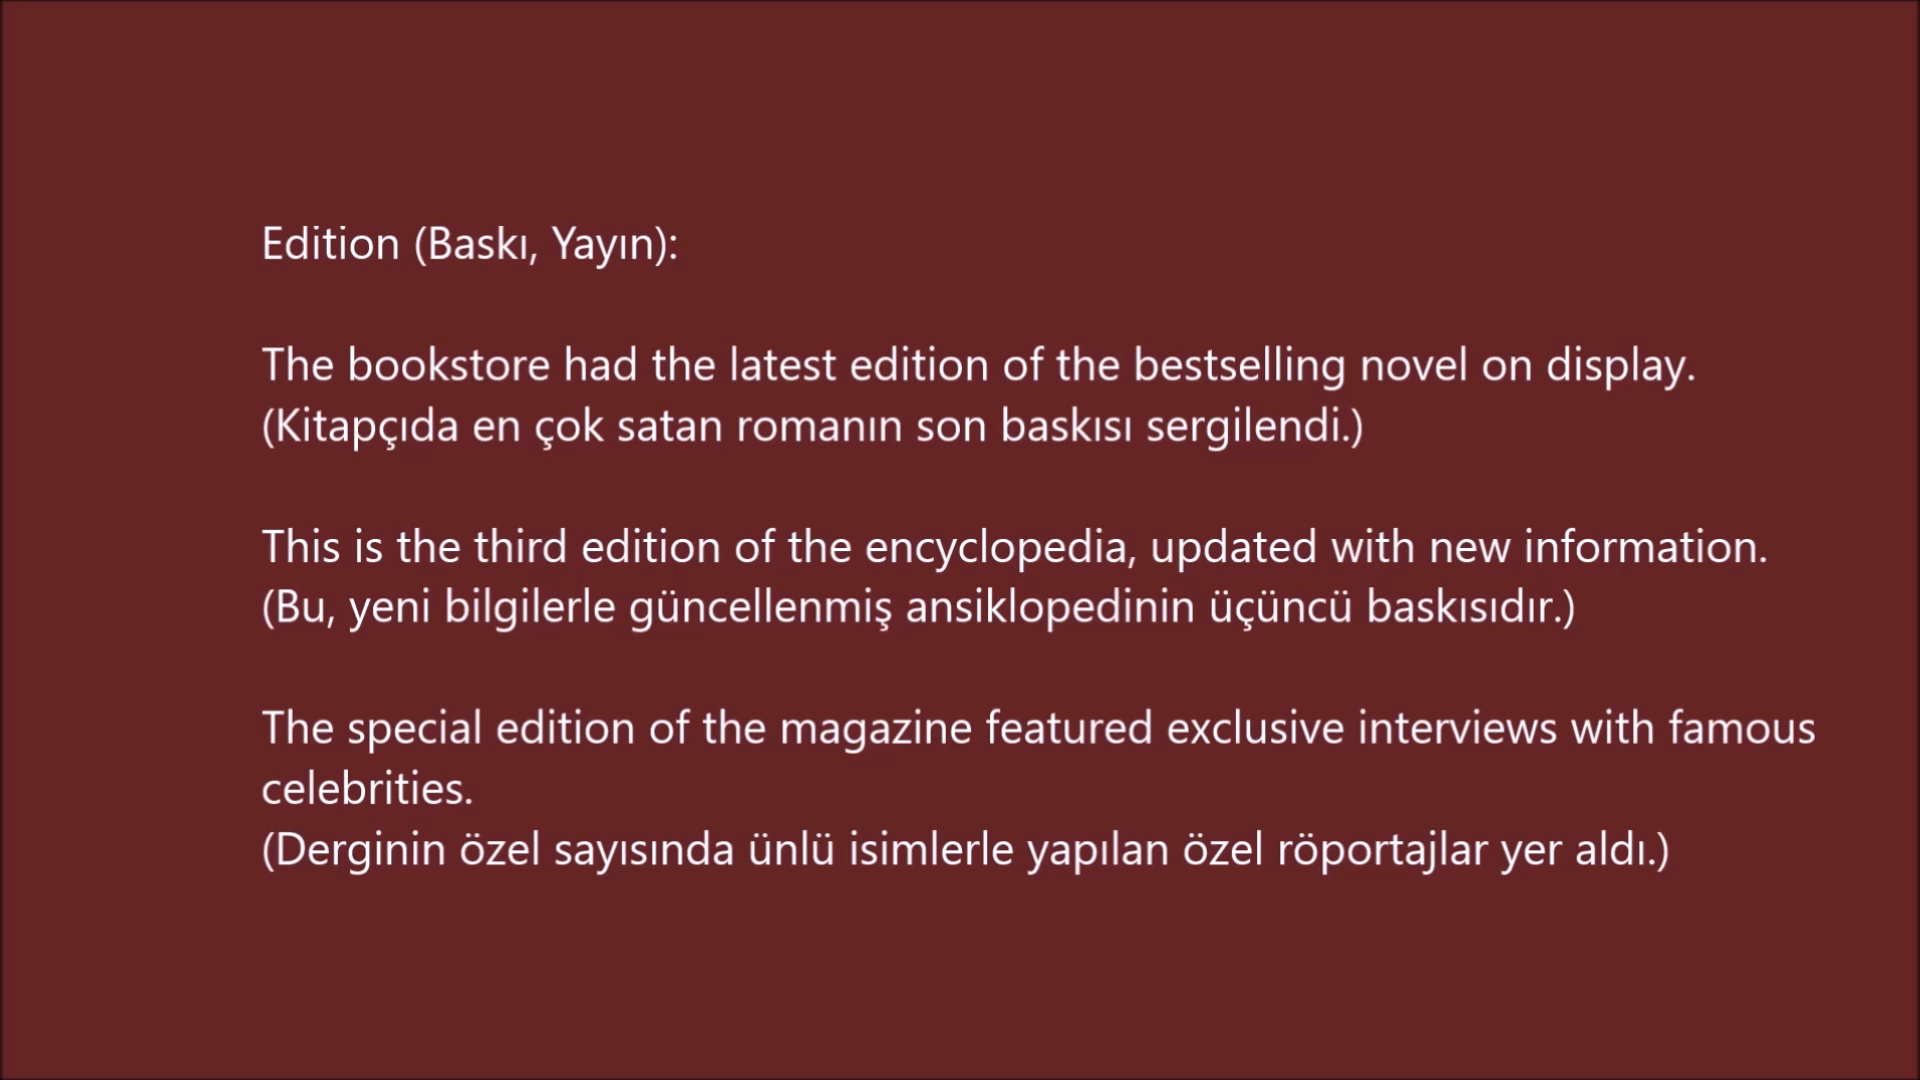 Edition (Baskı, Yayın):
The bookstore had the latest edition of the bestselling novel on display.
(Kitapçıda en çok satan romanın son baskısı sergilendi.)
This is the third edition of the encyclopedia, updated with new information.
(Bu, yeni bilgilerle güncellenmiş ansiklopedinin üçüncü baskısıdır.)
The special edition of the magazine featured exclusive interviews with famous
celebrities.
(Derginin özel sayısında ünlü isimlerle yapılan özel röportajlar yer aldı.)